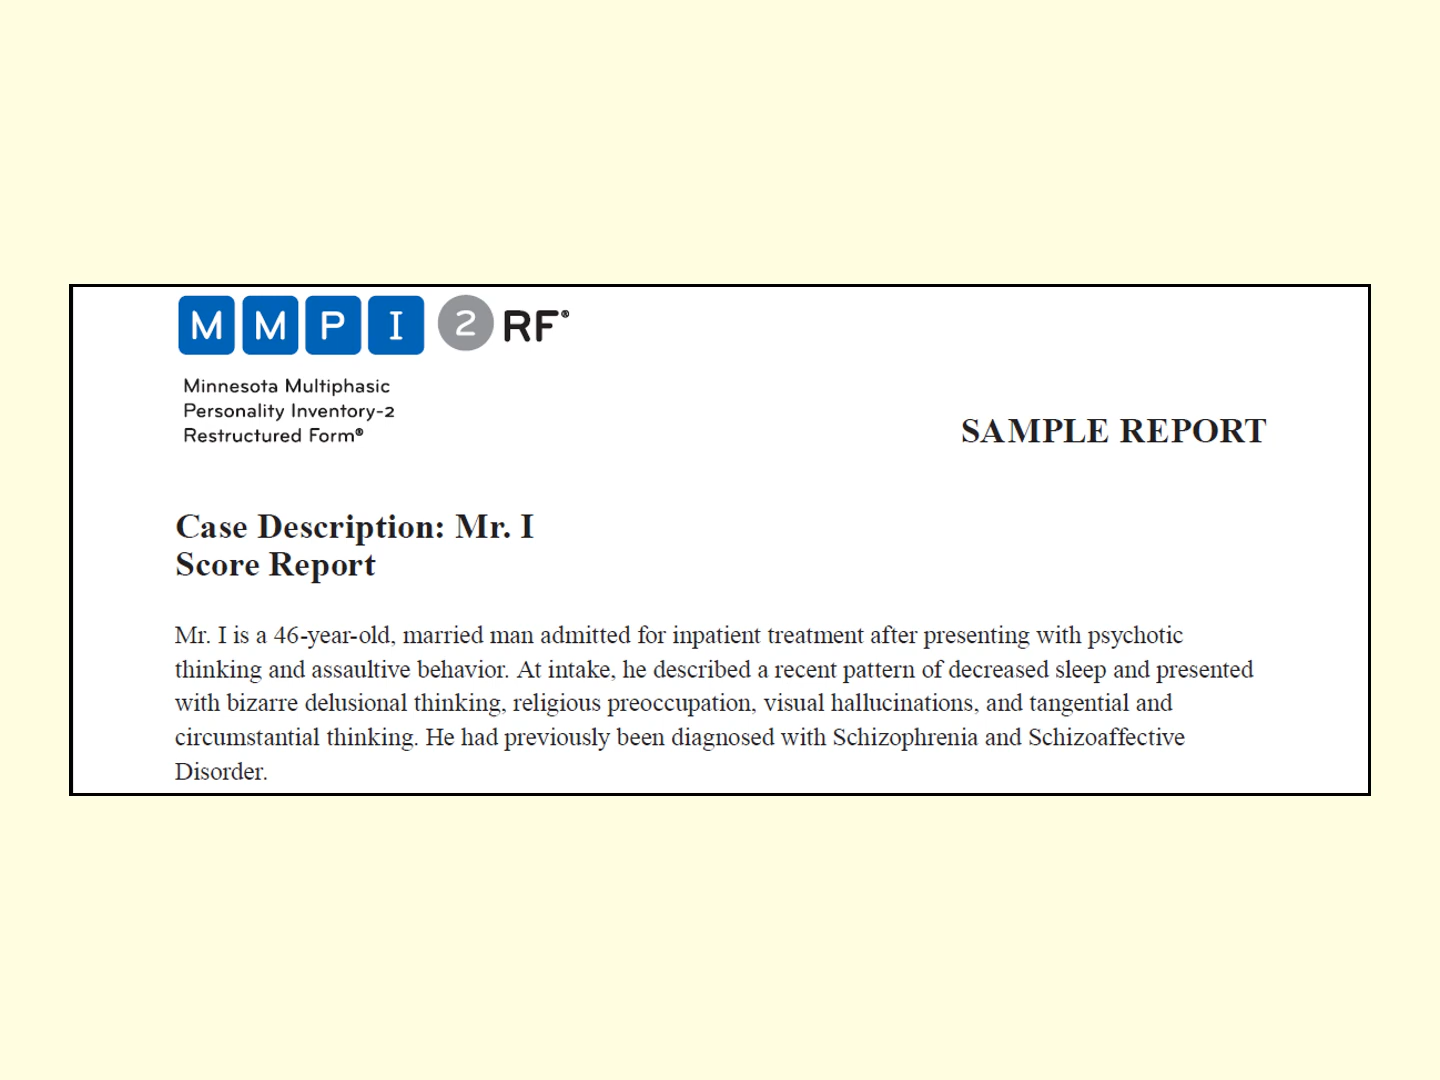 MMPI 2 RF®
Minnesota Multiphasic
Personality Inventory-2
Restructured Form®
SAMPLE REPORT
Case Description: Mr. I
Score Report
Mr. I is a 46-year-old, married man admitted for inpatient treatment after presenting with psychotic
thinking and assaultive behavior. At intake, he described a recent pattern of decreased sleep and presented
with bizarre delusional thinking, religious preoccupation, visual hallucinations, and tangential and
circumstantial thinking. He had previously been diagnosed with Schizophrenia and Schizoaffective
Disorder.